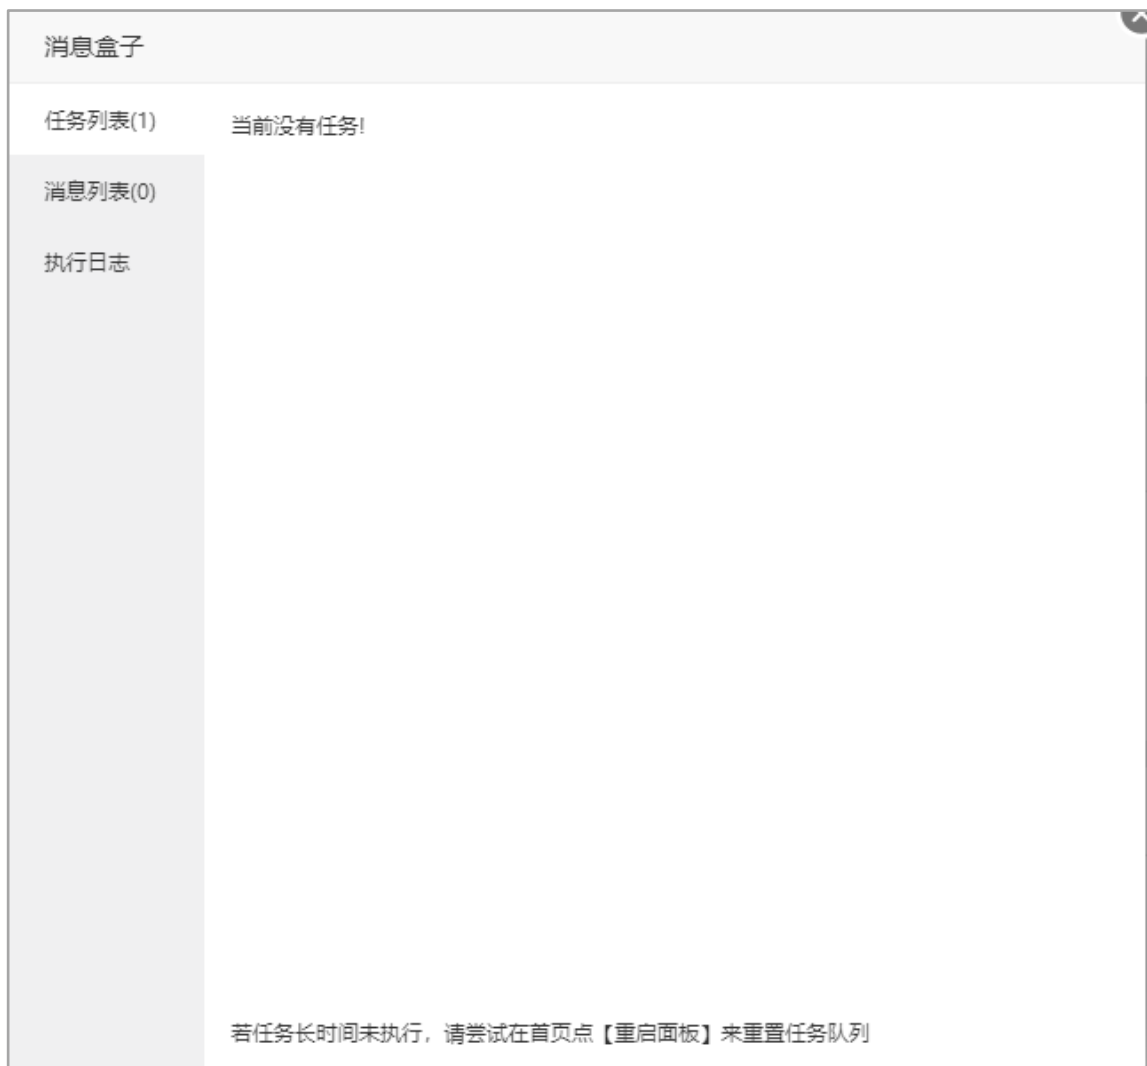 消息盒子
任务列表(1)
当前没有任务!
消息列表(0)
执行日志
若任务长时间未执行，请尝试在首页点【重启面板】来重置任务队列